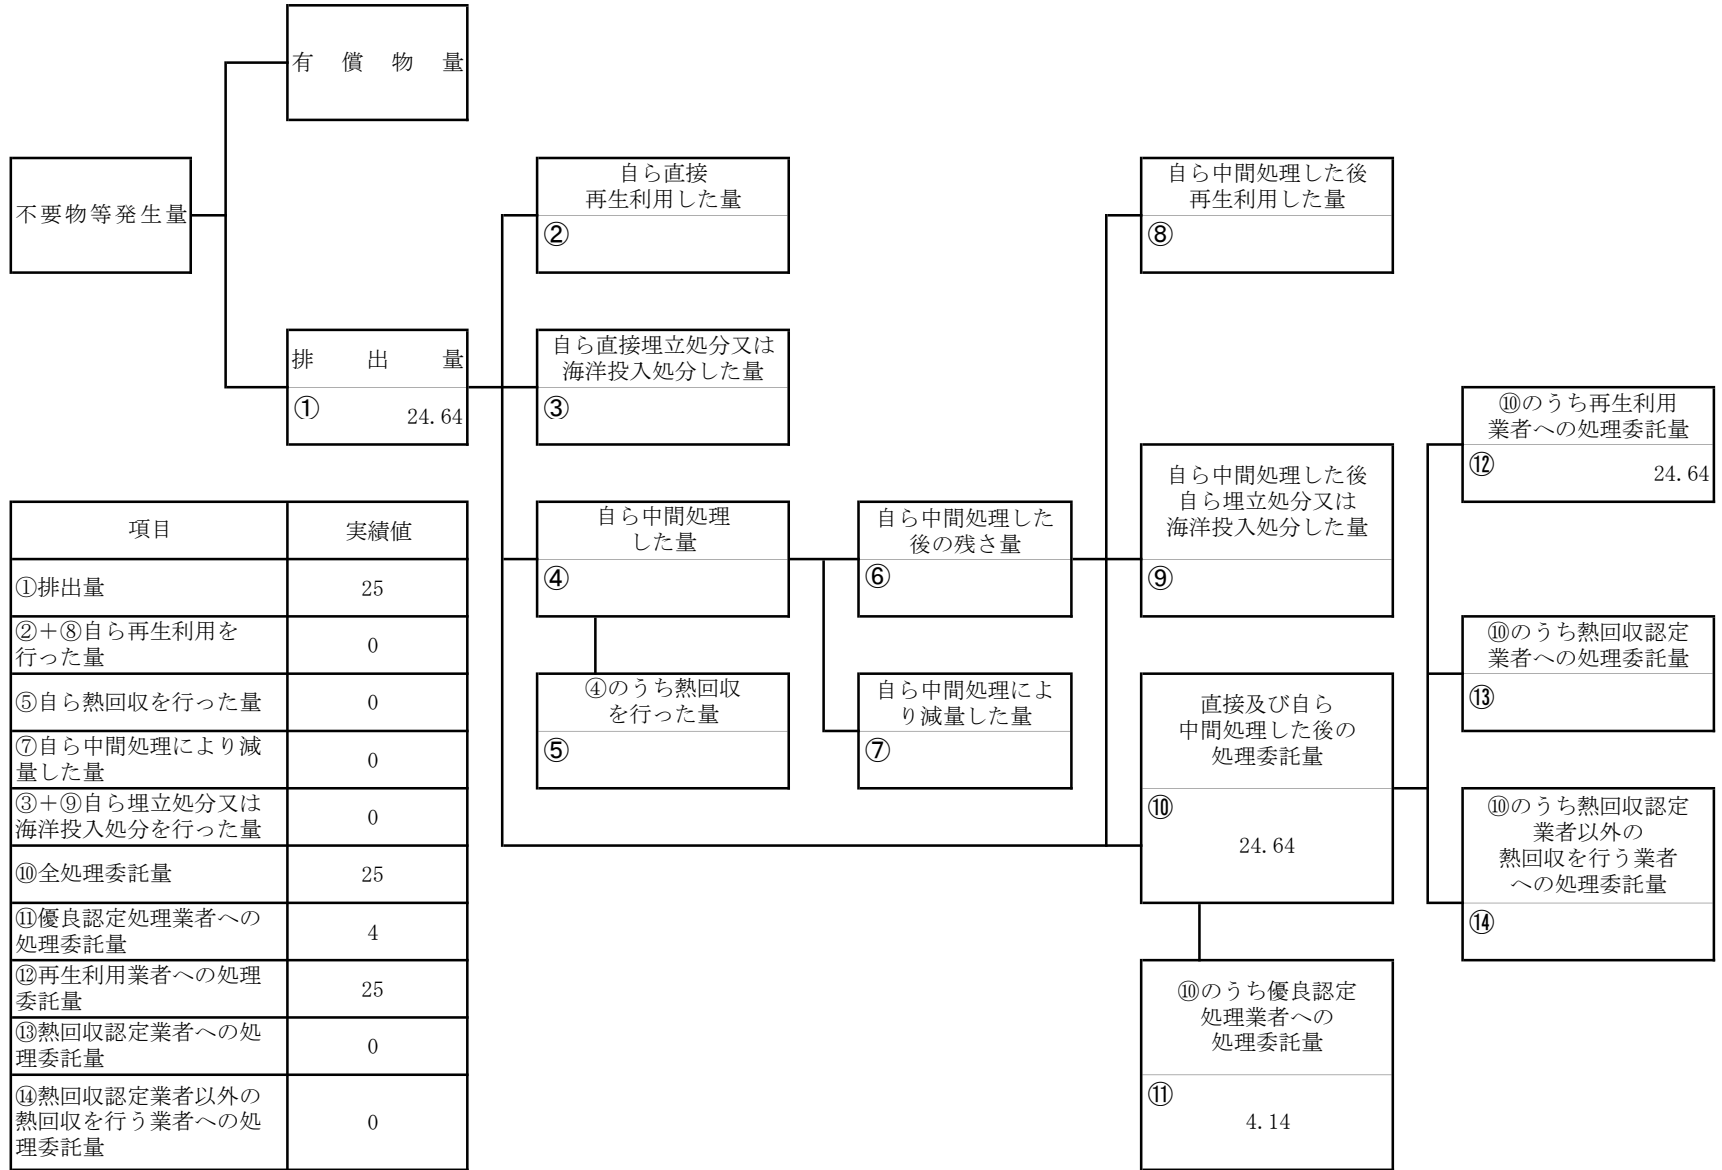 有償物量
不要物等発生量
自ら直接
再生利用した量
②
自ら中間処理した後
再生利用した量
⑧
排出量
①
24.64
自ら直接埋立処分又は
海洋投入処分した量
③
⑩のうち再生利用
業者への処理委託量
⑫
24.64
自ら中間処理
した量
④
自ら中間処理した
後の残さ量
⑥
自ら中間処理した後
自ら埋立処分又は
海洋投入処分した量
⑨
⑩のうち熱回収認定
業者への処理委託量
⑬
④のうち熱回収
を行った量
⑤
自ら中間処理によ
り減量した量
⑦
直接及び自ら
中間処理した後の
処理委託量
⑩
24.64
⑩のうち熱回収認定
業者以外の
熱回収を行う業者
への処理委託量
⑭
⑩のうち優良認定
処理業者への
処理委託量
⑪
4.14
項目 実績値
①排出量 25
②＋⑧自ら再生利用を
行った量 0
⑤自ら熱回収を行った量 0
⑦自ら中間処理により減
量した量 0
③＋⑨自ら埋立処分又は
海洋投入処分を行った量 0
⑩全処理委託量 25
⑪優良認定処理業者への
処理委託量 4
⑫再生利用業者への処理
委託量 25
⑬熱回収認定業者への処
理委託量 0
⑭熱回収認定業者以外の
熱回収を行う業者への処
理委託量 0